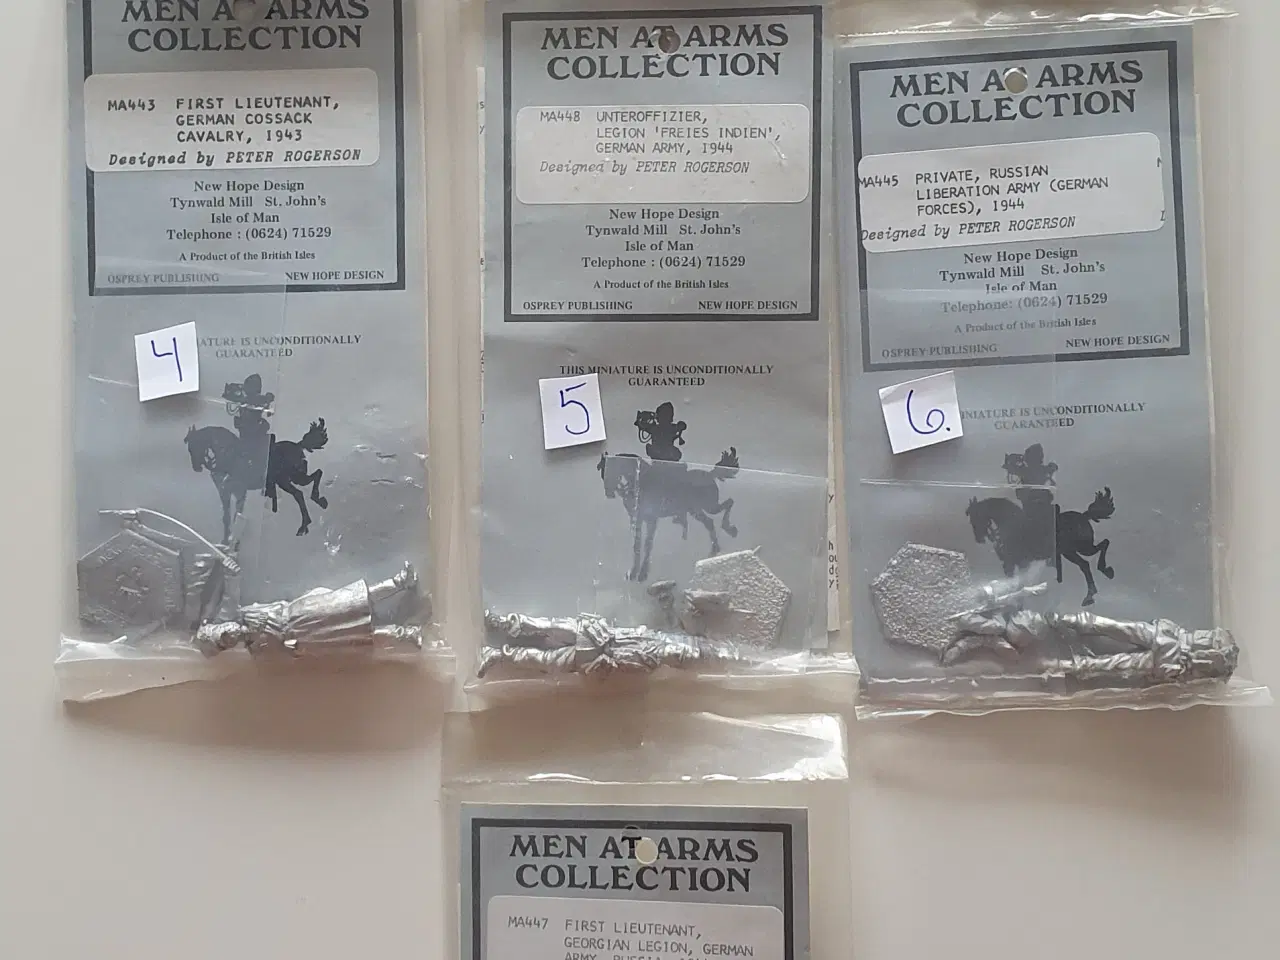 MEN AT ARMS
COLLECTION
MA443 FIRST LIEUTENANT,
GERMAN COSSACK
CAVALRY, 1943
Designed by PETER ROGERSON
New Hope Design
Tynwald Mill St. John's
Isle of Man
Telephone : (0624) 71529
A Product of the British Isles
OSPREY PUBLISHING NEW HOPE DESIGN
ATURE IS UNCONDITIONALLY
GUARANTEED
4
MEN AT ARMS
COLLECTION
MA448 UNTEROFFIZIER,
LEGION 'FREIES INDIEN',
GERMAN ARMY, 1944
Designed by PETER ROGERSON
New Hope Design
Tynwald Mill St. John's
Isle of Man
Telephone : (0624) 71529
A Product of the British Isles
OSPREY PUBLISHING NEW HOPE DESIGN
THIS MINIATURE IS UNCONDITIONALLY
GUARANTEED
5
MEN AT ARMS
COLLECTION
MA445 PRIVATE, RUSSIAN
LIBERATION ARMY (GERMAN
FORCES), 1944
Designed by PETER ROGERSON
New Hope Design
Tynwald Mill St. John's
Isle of Man
Telephone: (0624) 71529
A Product of the British Isles
OSPREY PUBLISHING NEW HOPE DESIGN
INIATURE IS UNCONDITIONALLY
GUARANTEED
6.
MEN AT ARMS
COLLECTION
MA447 FIRST LIEUTENANT,
GEORGIAN LEGION, GERMAN
ARMY, RUSSIA,